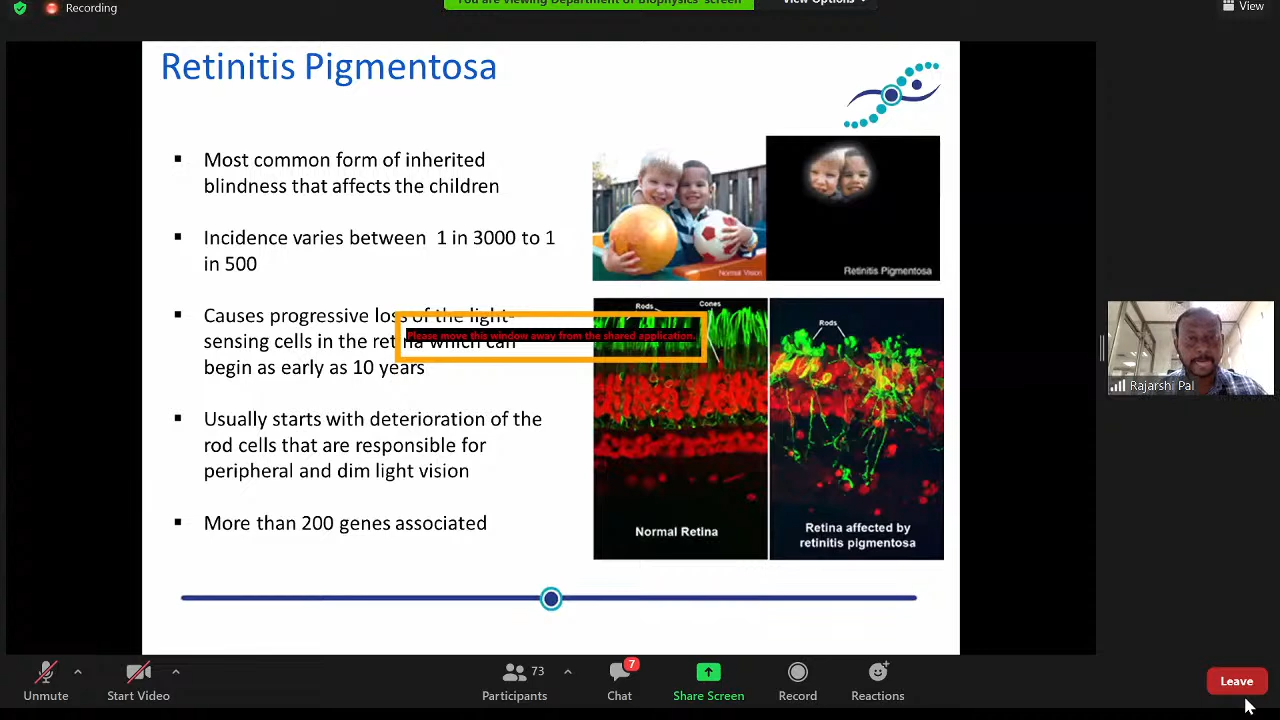 Recording
You are viewing Department of Biophysics' screen
View Options
View
Retinitis Pigmentosa
▪ Most common form of inherited
blindness that affects the children
▪ Incidence varies between 1 in 3000 to 1
in 500
▪ Causes progressive loss of the light-
sensing cells in the retina which can
begin as early as 10 years
▪ Usually starts with deterioration of the
rod cells that are responsible for
peripheral and dim light vision
▪ More than 200 genes associated
Normal Vision
Retinitis Pigmentosa
Please move this window away from the shared application.
Rods
Cones
Rods
Normal Retina
Retina affected by
retinitis pigmentosa
Rajarshi Pal
Unmute
Start Video
73
Participants
7
Chat
Share Screen
Record
Reactions
Leave